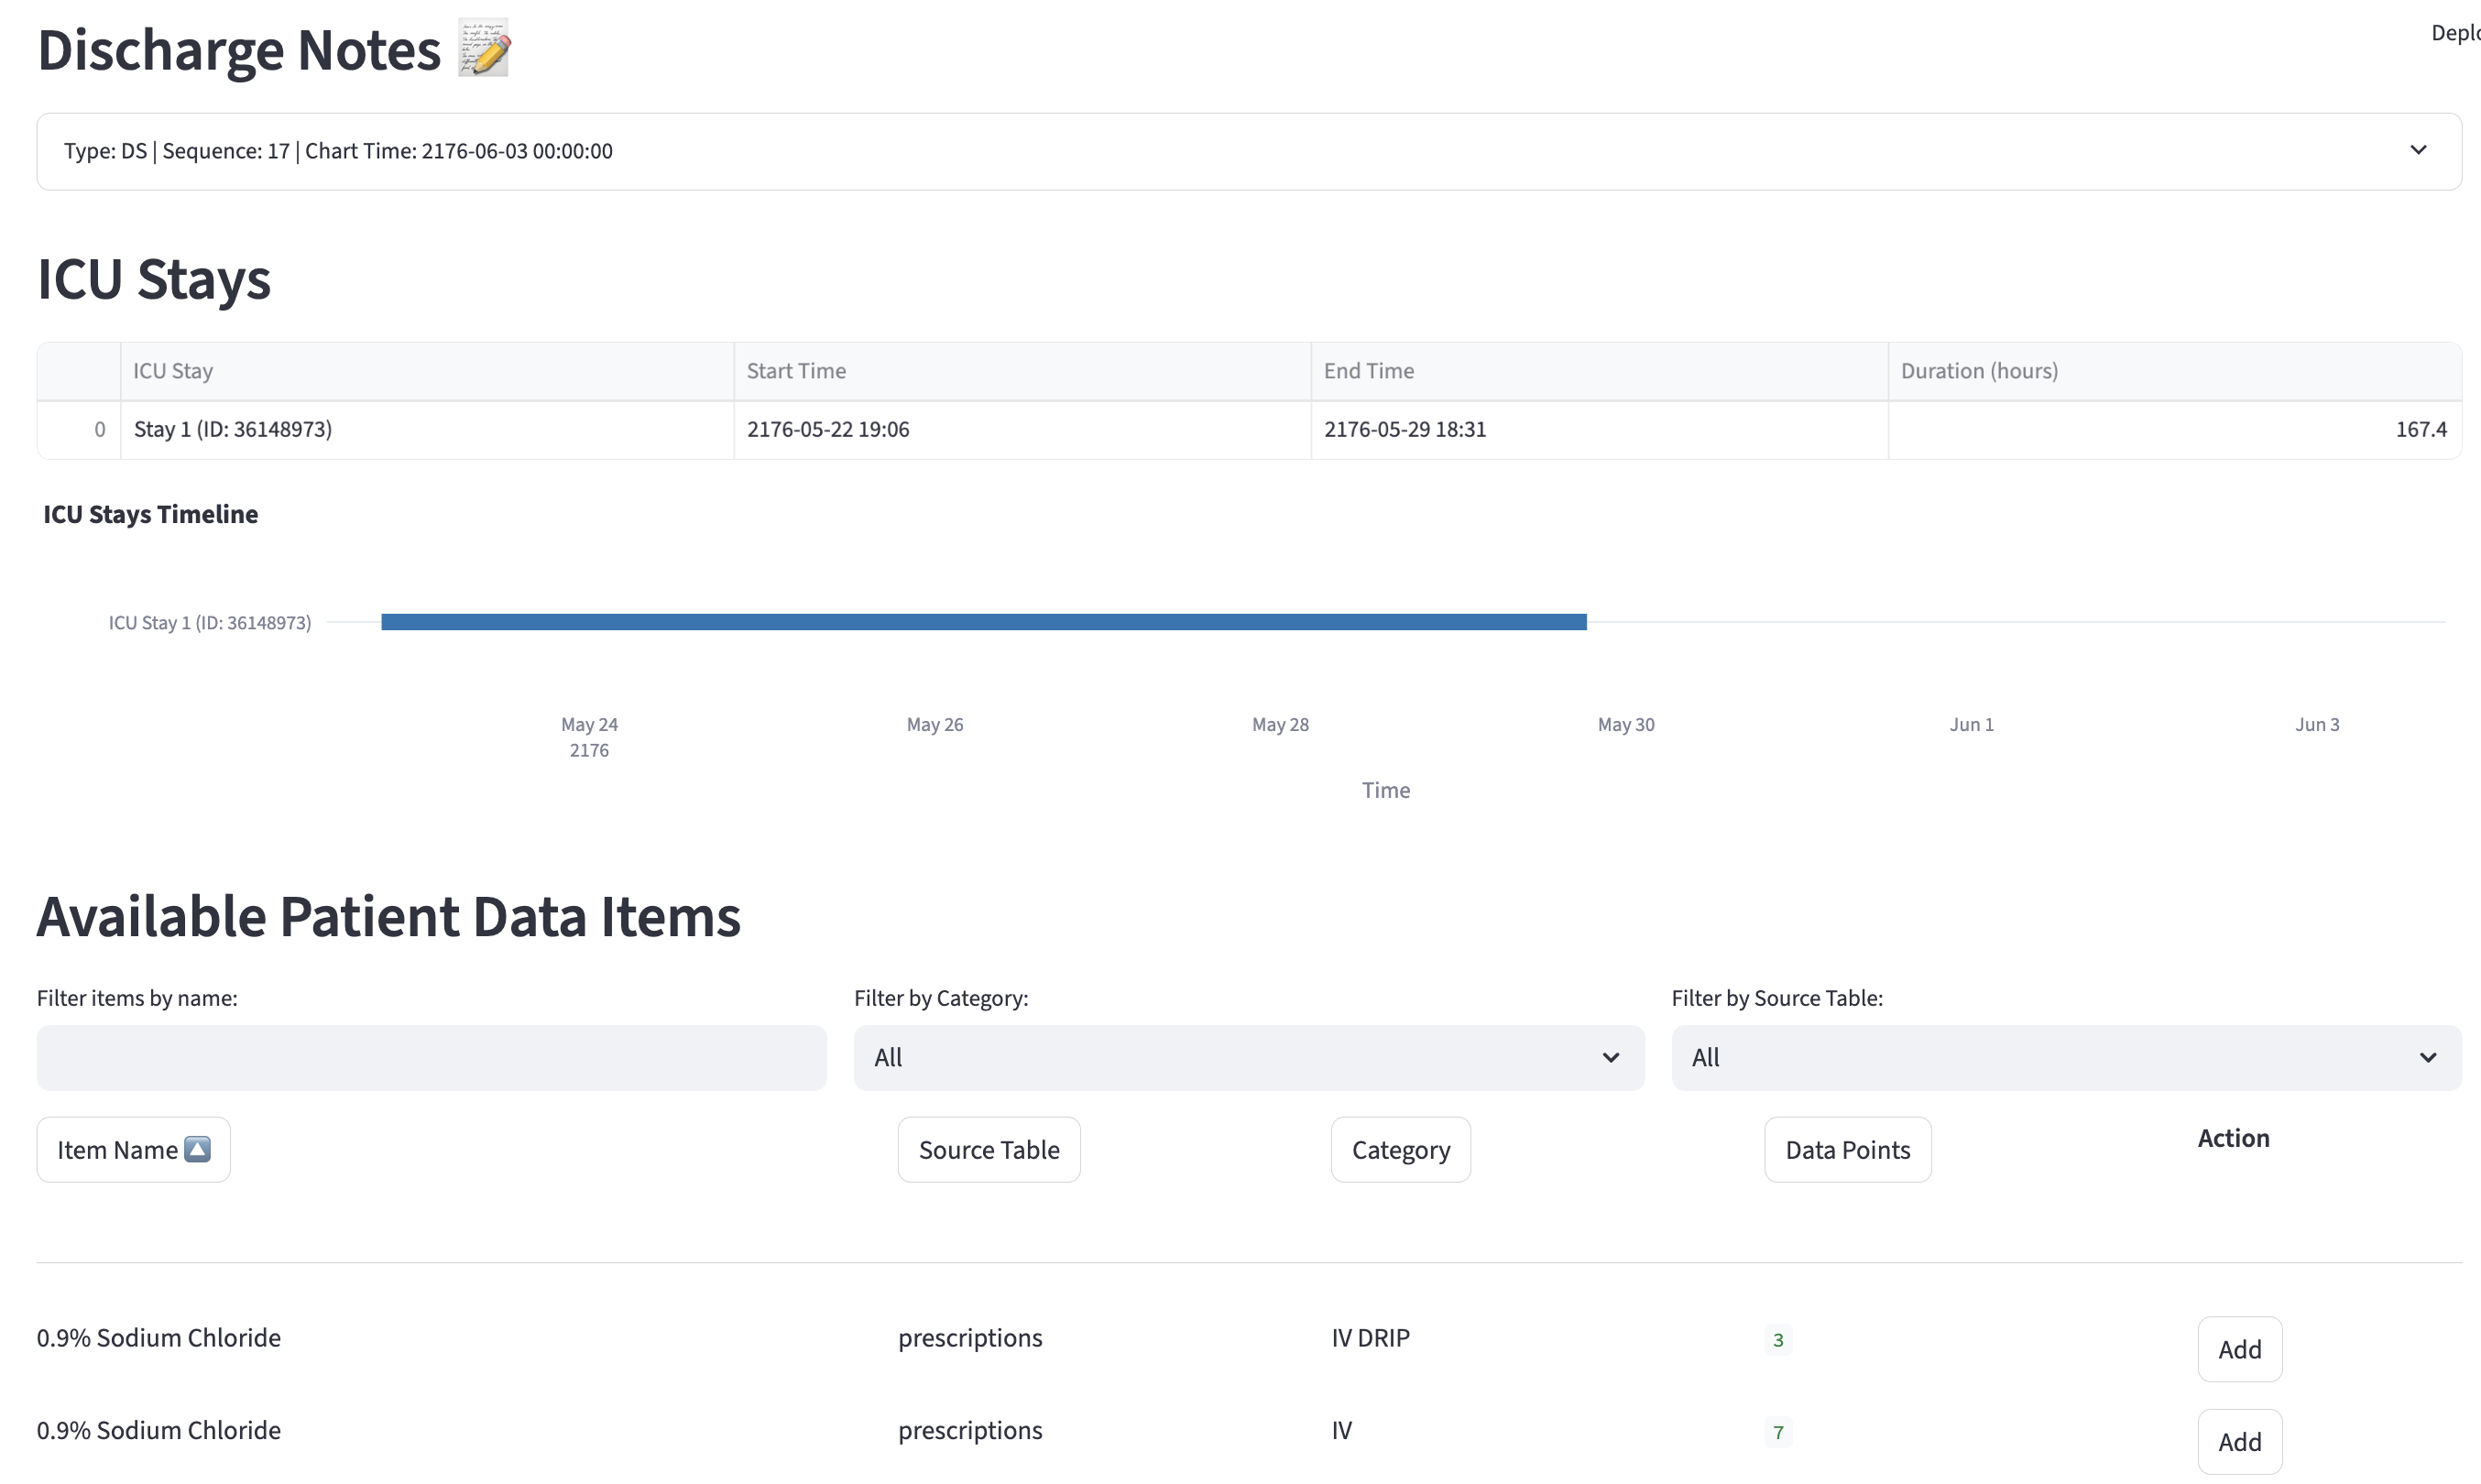 Discharge Notes
Deplo
Type: DS | Sequence: 17 | Chart Time: 2176-06-03 00:00:00
ICU Stays
ICU Stay Start Time End Time Duration (hours)
0 Stay 1 (ID: 36148973) 2176-05-22 19:06 2176-05-29 18:31 167.4
ICU Stays Timeline
ICU Stay 1 (ID: 36148973)
May 24 May 26 May 28 May 30 Jun 1 Jun 3
2176
Time
Available Patient Data Items
Filter items by name: Filter by Category: Filter by Source Table:
All All
Item Name Source Table Category Data Points Action
0.9% Sodium Chloride prescriptions IV DRIP 3 Add
0.9% Sodium Chloride prescriptions IV 7 Add